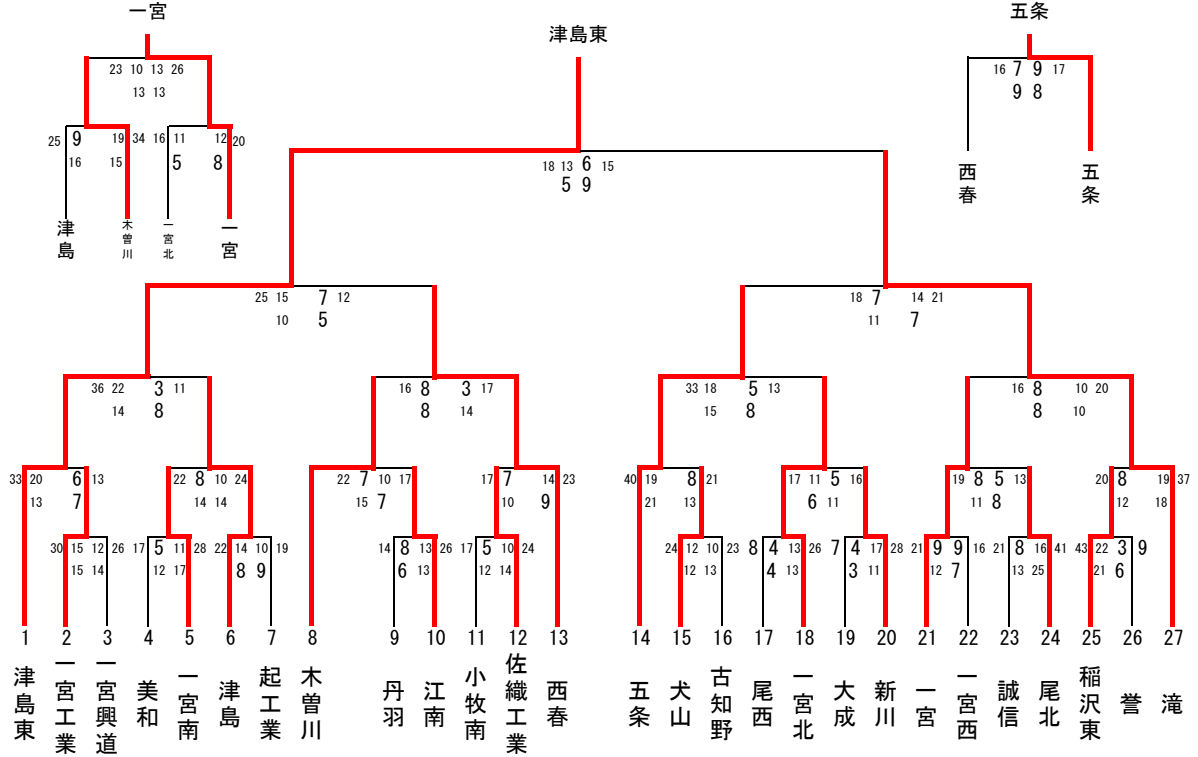 一宮
五条
津島東
23 10 13 26
13 13
16 7 9 17
9 8
25 9 19 34 16 11 12 20
16 15 5 8
18 13 6 15
5 9
津島 木曽川 一宮北 一宮
西春 五条
25 15 7 12
10 5
18 7 14 21
11 7
36 22 3 11
14 8
16 8 3 17
8 14
33 18 5 13
15 8
16 8 10 20
8 10
33 20 6 13
13 7
22 8 10 24
14 14
22 7 10 17
15 7
17 7 14 23
10 9
40 19 8 21
21 13
17 11 5 16
6 11
19 8 5 13
11 8
20 8 19 37
12 18
30 15 12 26
15 14
17 5 11 28
12 17
22 14 10 19
8 9
14 8 13 26
6 13
17 5 10 24
12 14
24 12 10 23
12 13
8 4 13 26
4 13
7 4 17 28
3 11
21 9 9 16
12 7
21 8 16 41
13 25
43 22 3 9
21 6
1 2 3 4 5 6 7 8 9 10 11 12 13 14 15 16 17 18 19 20 21 22 23 24 25 26 27
津島東
一宮工業
一宮興道
美和
一宮南
津島
起工業
木曽川
丹羽
江南
小牧南
佐織工業
西春
五条
犬山
古知野
尾西
一宮北
大成
新川
一宮
一宮西
誠信
尾北
稲沢東
誉
滝